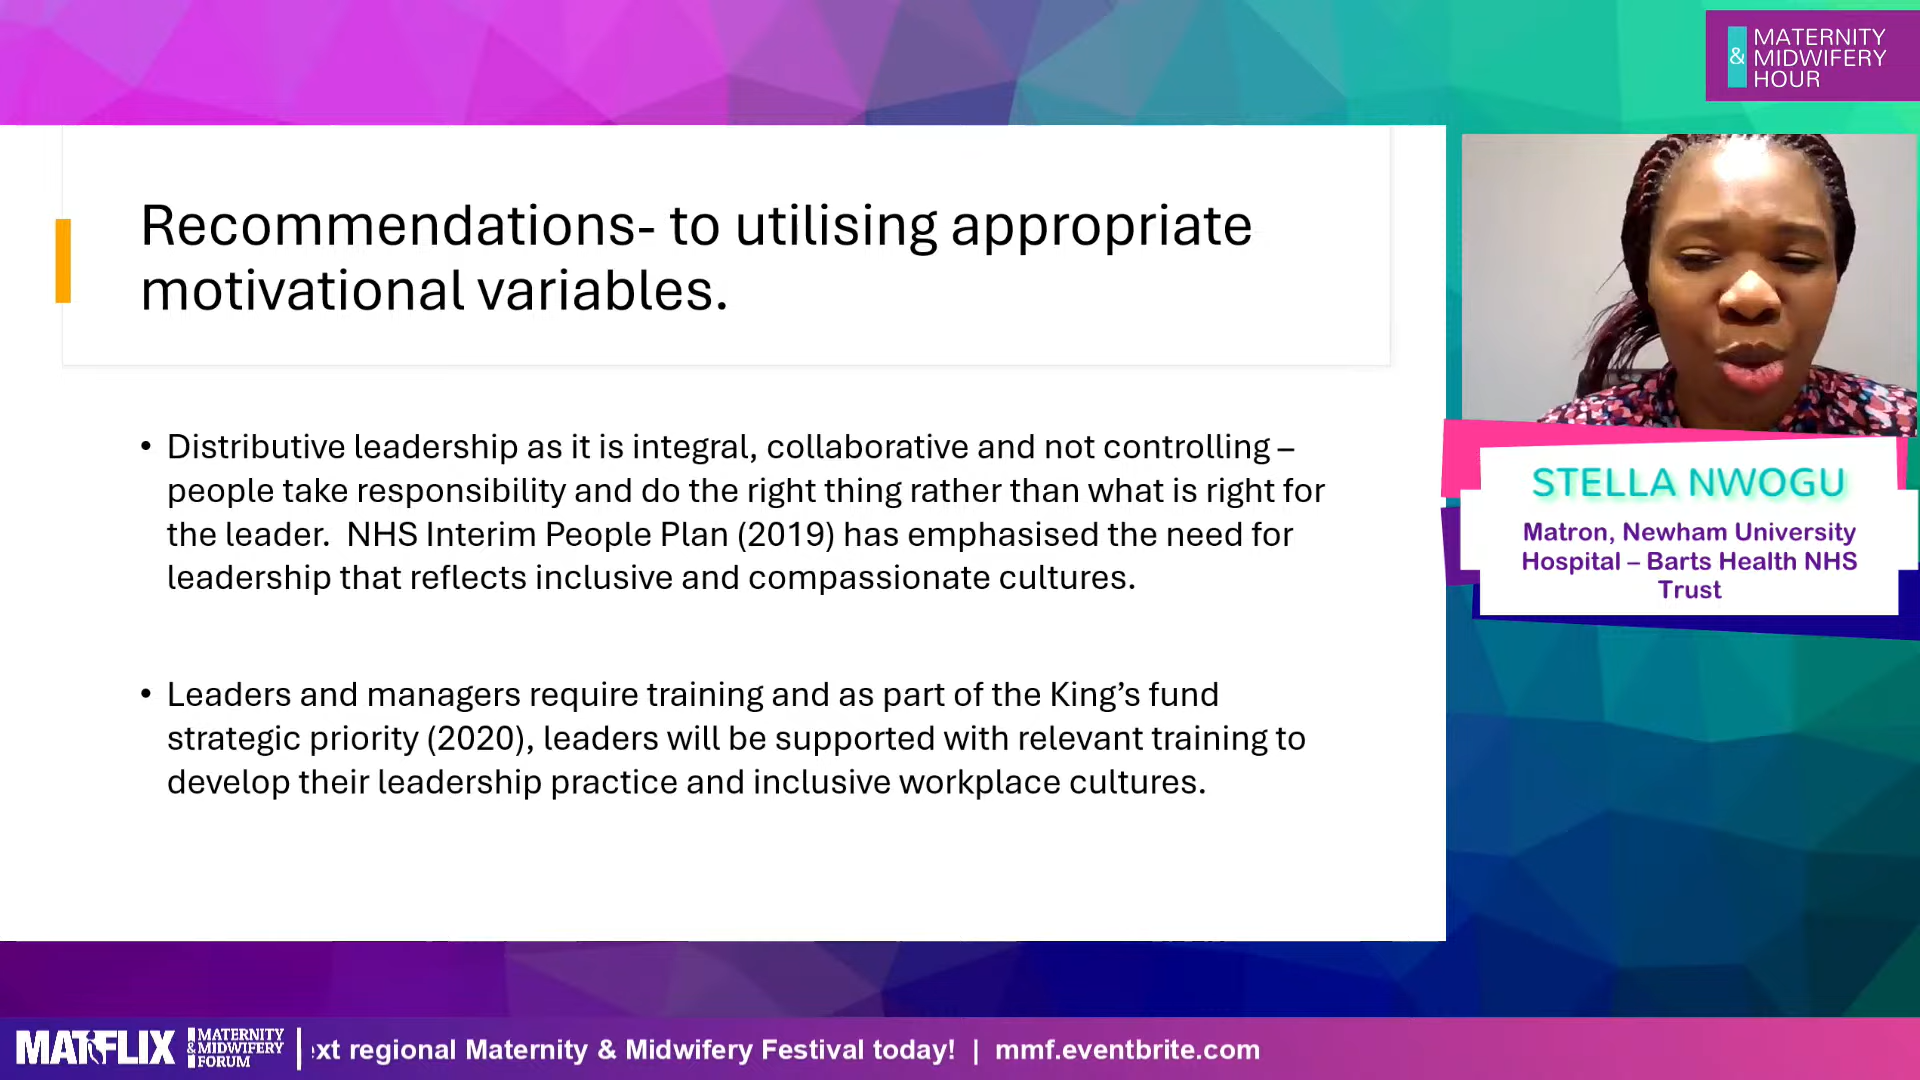 MATERNITY
& MIDWIFERY
HOUR
Recommendations- to utilising appropriate
motivational variables.
• Distributive leadership as it is integral, collaborative and not controlling –
people take responsibility and do the right thing rather than what is right for
the leader.  NHS Interim People Plan (2019) has emphasised the need for
leadership that reflects inclusive and compassionate cultures.
• Leaders and managers require training and as part of the King’s fund
strategic priority (2020), leaders will be supported with relevant training to
develop their leadership practice and inclusive workplace cultures.
STELLA NWOGU
Matron, Newham University
Hospital – Barts Health NHS
Trust
MATFLIX
MATERNITY
& MIDWIFERY
FORUM
ext regional Maternity & Midwifery Festival today!  |  mmf.eventbrite.com